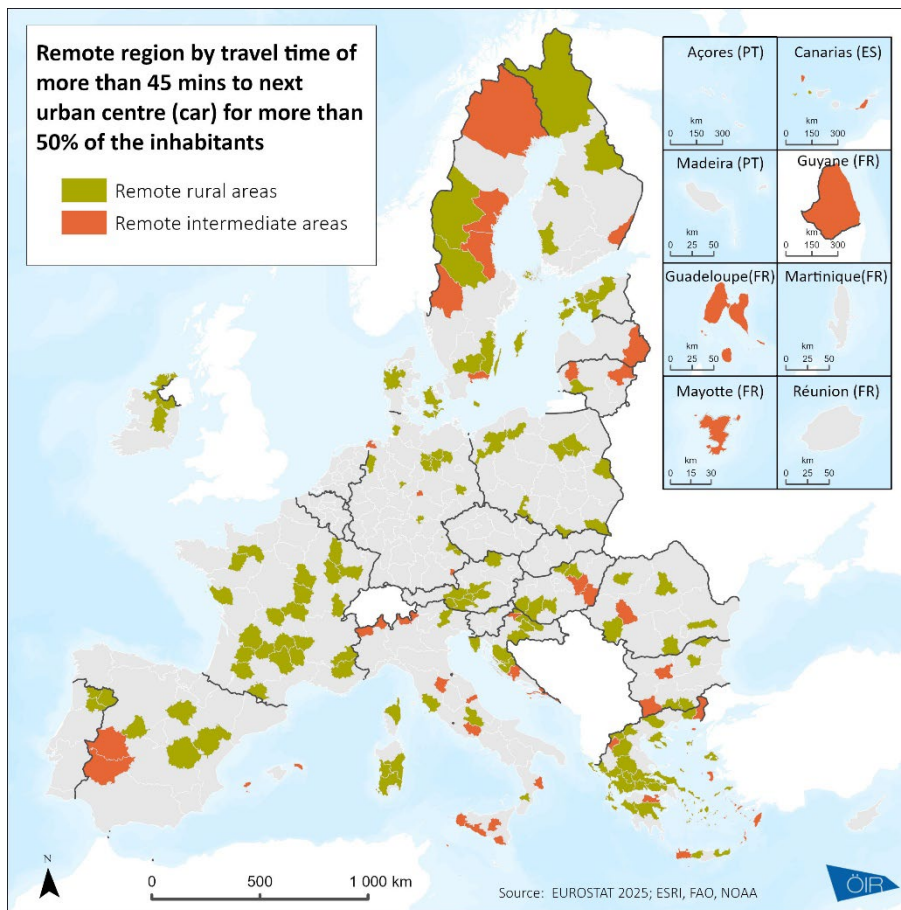 Remote region by travel time of
more than 45 mins to next
urban centre (car) for more than
50% of the inhabitants
Remote rural areas
Remote intermediate areas
Açores (PT)
km
0 150 300
Canarias (ES)
km
0 150 300
Madeira (PT)
km
0 25 50
Guyane (FR)
km
0 150 300
Guadeloupe(FR)
km
0 25 50
Martinique(FR)
km
0 25 50
Mayotte (FR)
km
0 15 30
Réunion (FR)
km
0 25 50
N
0 500 1 000 km
Source: EUROSTAT 2025; ESRI, FAO, NOAA
ÖIR